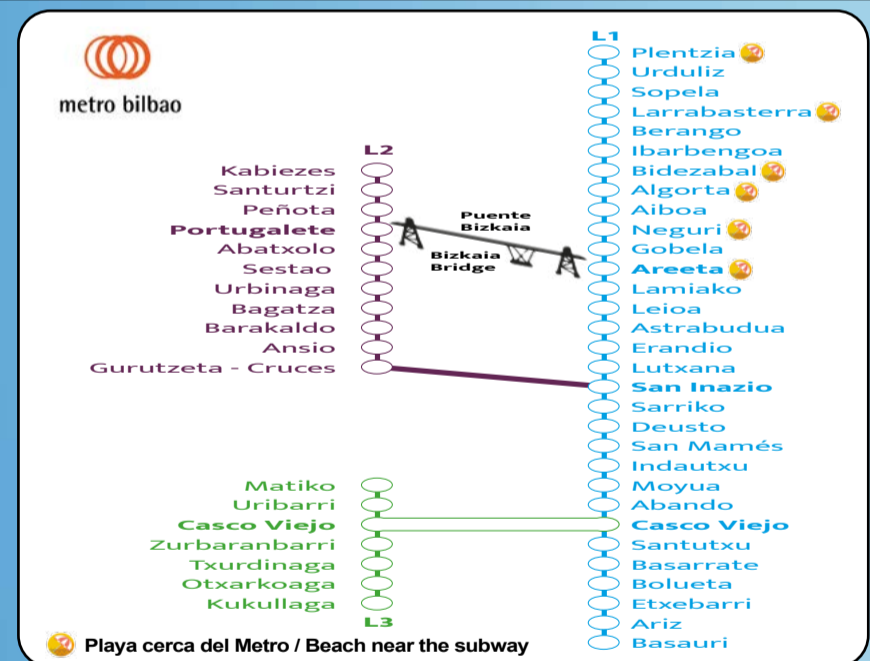 metro bilbao
L1
Plentzia
Urduliz
Sopela
Larrabasterra
Berango
Ibarbengoa
Bidezabal
Algorta
Aiboa
Neguri
Gobela
Areeta
Lamiako
Leioa
Astrabudua
Erandio
Lutxana
San Inazio
Sarriko
Deusto
San Mamés
Indautxu
Moyua
Abando
Casco Viejo
Santutxu
Basarrate
Bolueta
Etxebarri
Ariz
Basauri
L2
Kabiezes
Santurtzi
Peñota
Portugalete
Abatxolo
Sestao
Urbinaga
Bagatza
Barakaldo
Ansio
Gurutzeta - Cruces
Puente
Bizkaia
Bizkaia
Bridge
Matiko
Uribarri
Casco Viejo
Zurbaranbarri
Txurdinaga
Otxarkoaga
Kukullaga
L3
Playa cerca del Metro / Beach near the subway